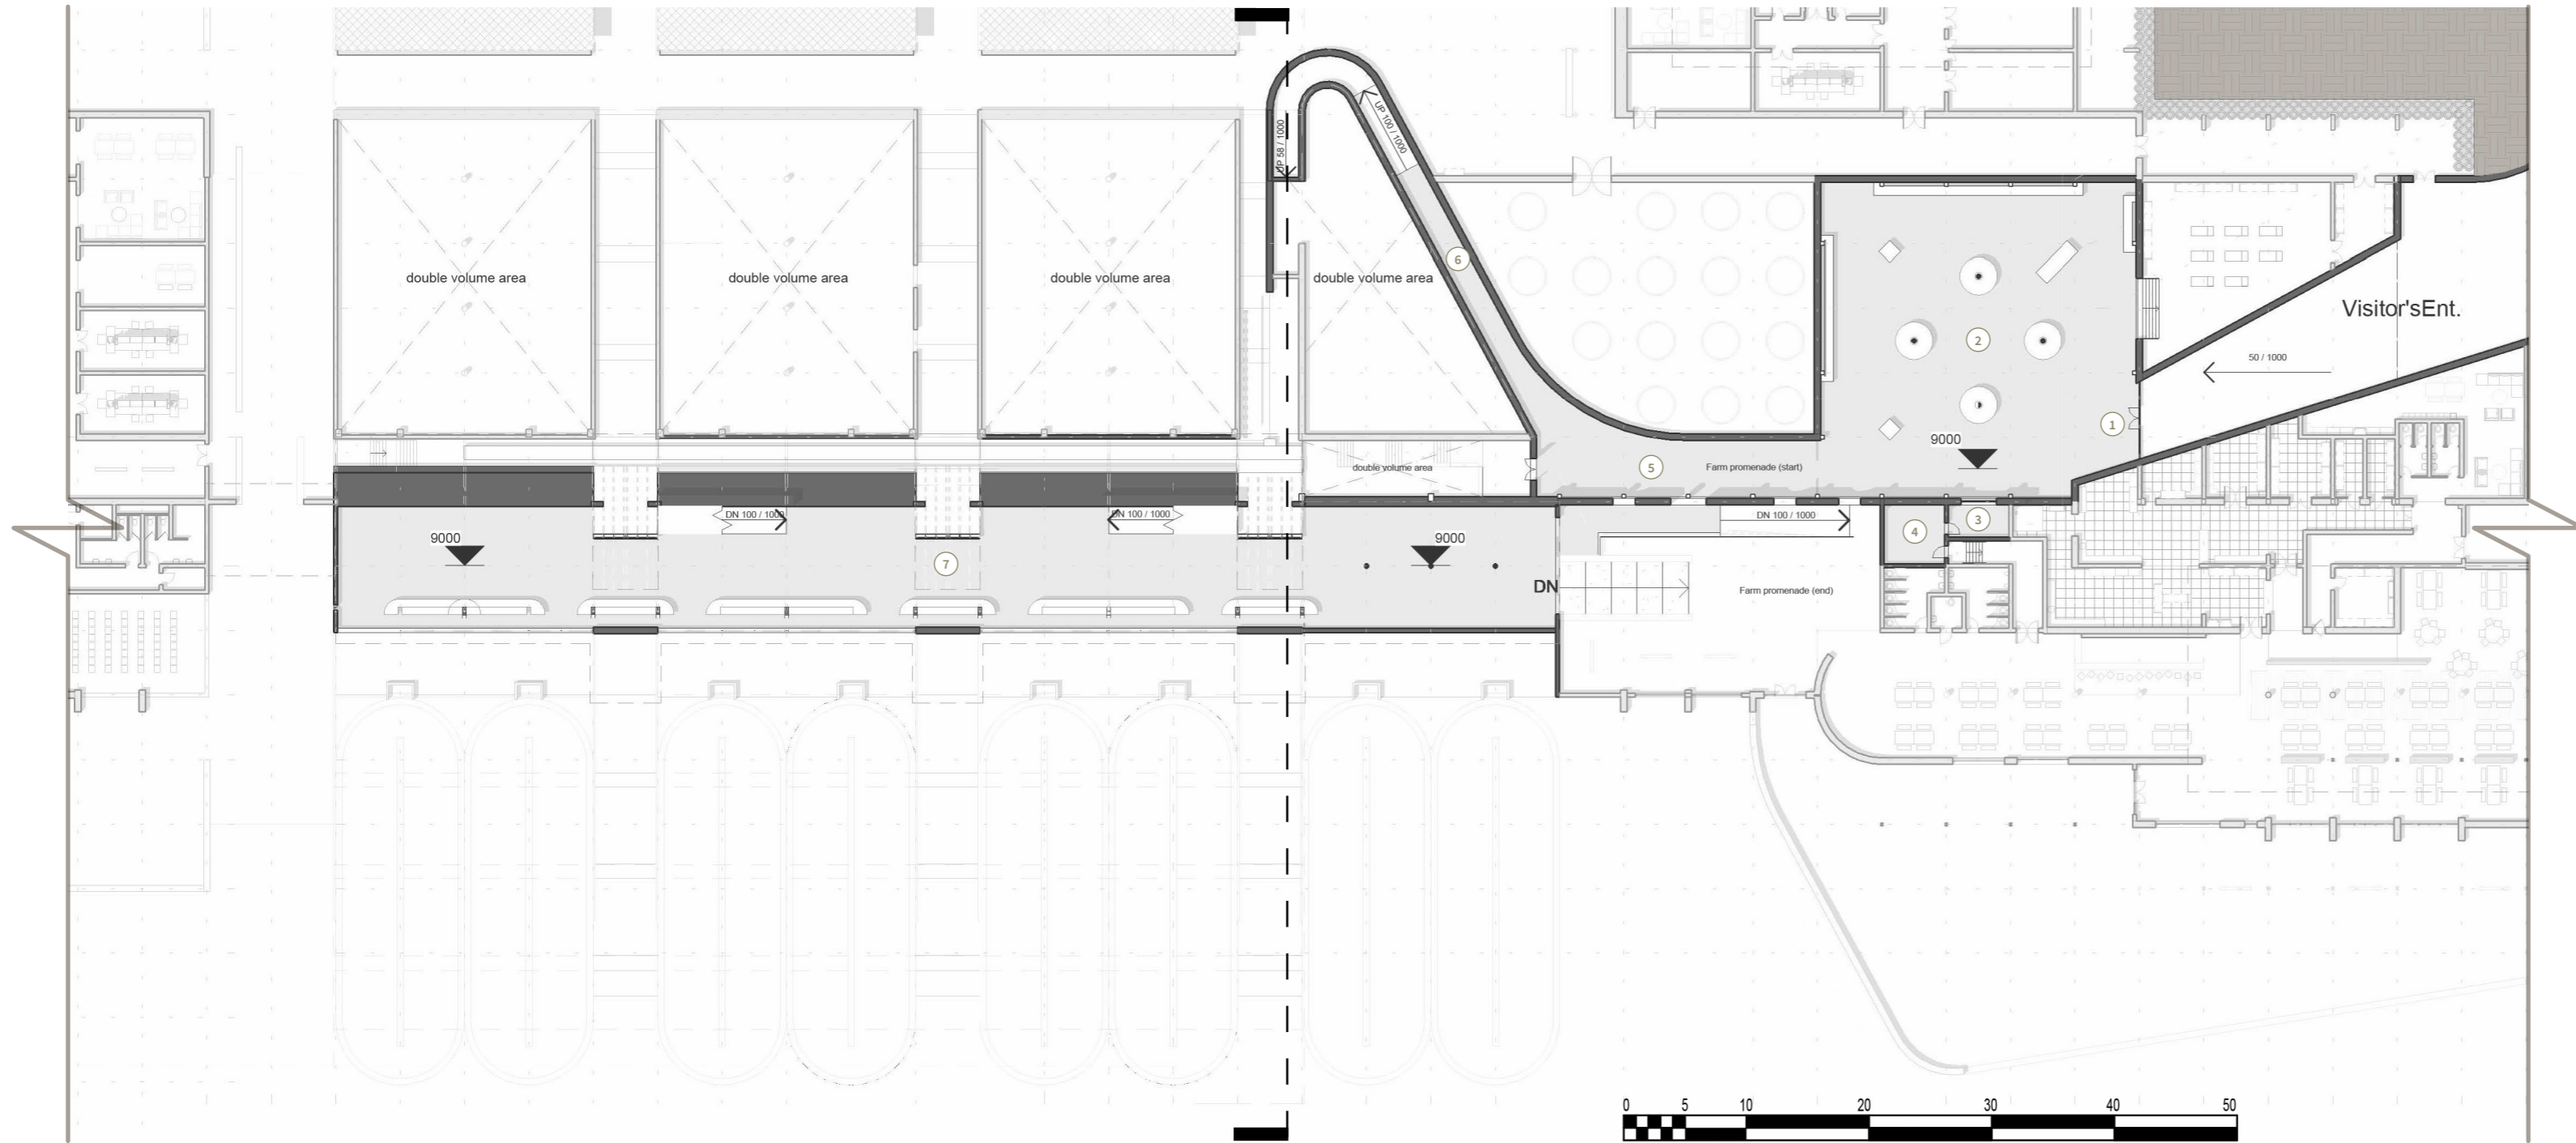 UP 100 / 1000
UP 58 / 1000
double volume area
double volume area
double volume area
double volume area
6
Visitor'sEnt.
2
50 / 1000
1
9000
double volume area
5
Farm promenade (start)
DN 100 / 1000
DN 100 / 1000
DN 100 / 1000
3
4
9000
9000
7
DN
Farm promenade (end)
0 5 10 20 30 40 50